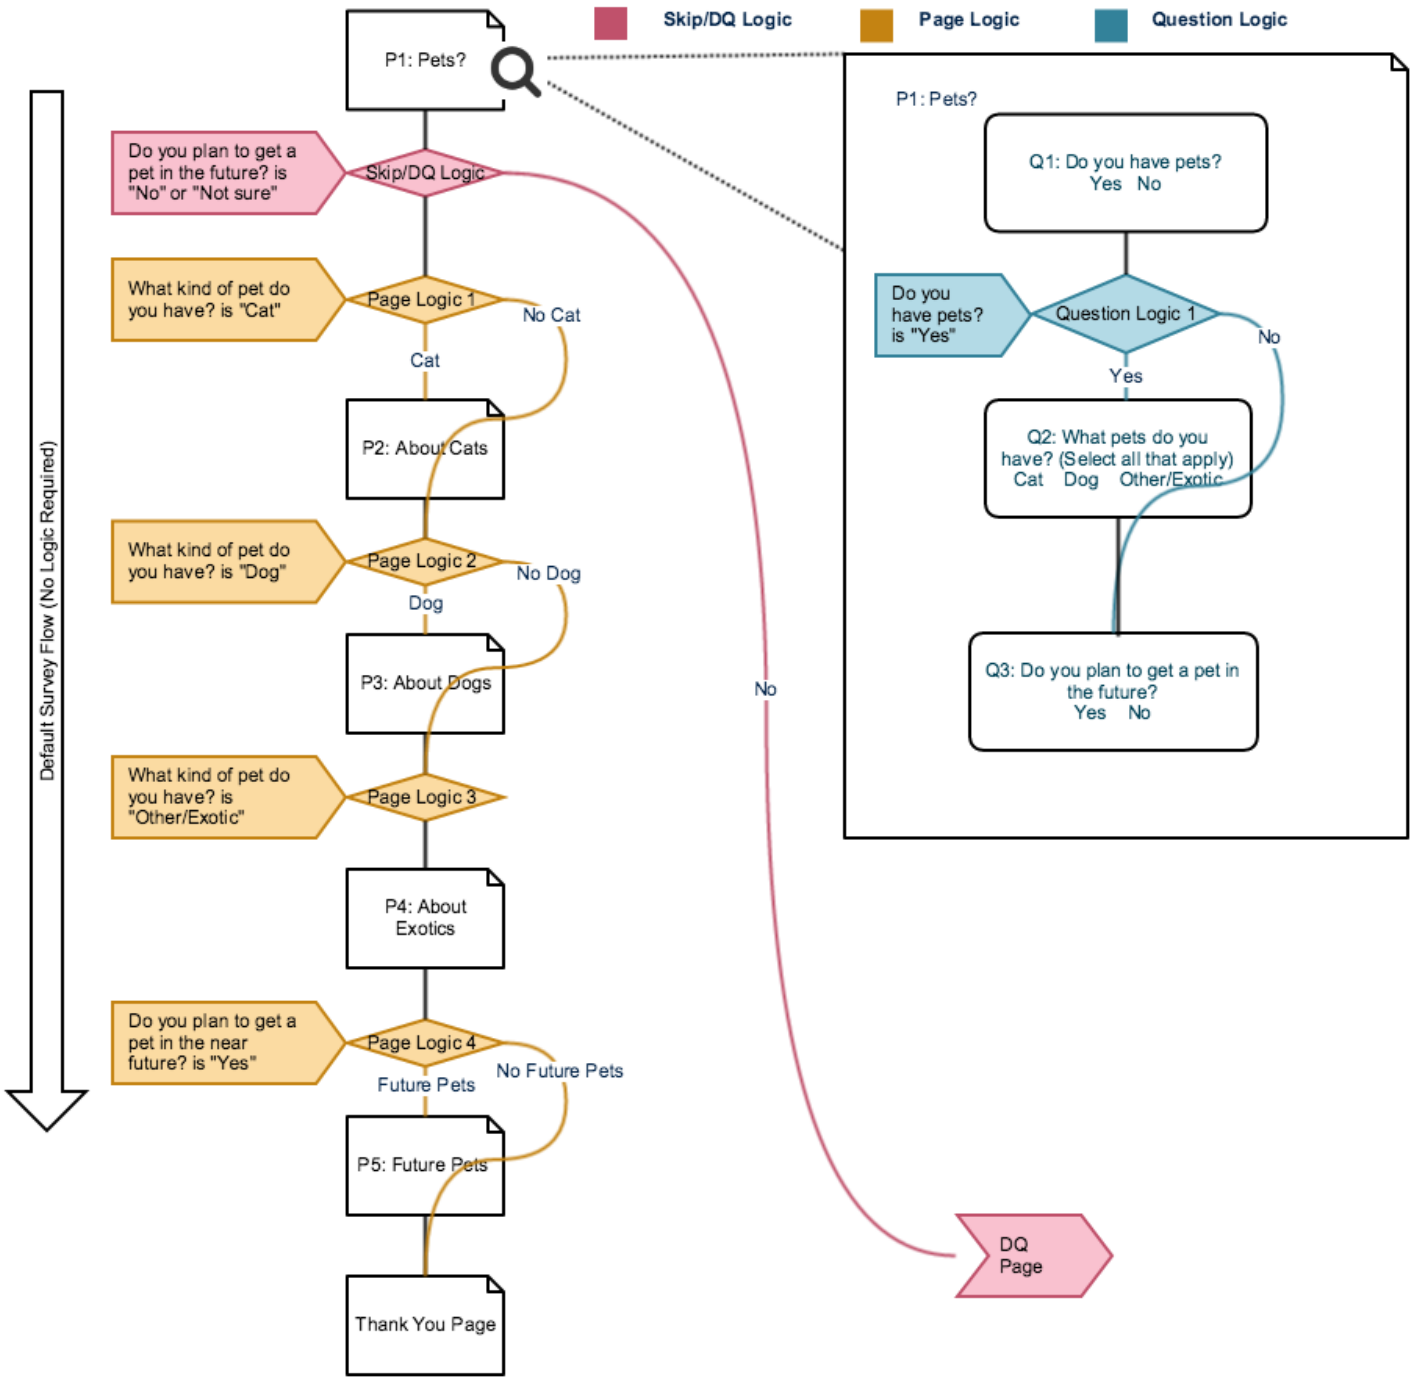 Skip/DQ Logic
Page Logic
Question Logic
P1: Pets?
Do you plan to get a
pet in the future? is
"No" or "Not sure"
Skip/DQ Logic
What kind of pet do
you have? is "Cat"
Page Logic 1
No Cat
Cat
P2: About Cats
What kind of pet do
you have? is "Dog"
Page Logic 2
No Dog
Dog
P3: About Dogs
What kind of pet do
you have? is
"Other/Exotic"
Page Logic 3
P4: About
Exotics
Do you plan to get a
pet in the near
future? is "Yes"
Page Logic 4
No Future Pets
Future Pets
P5: Future Pets
Thank You Page
Default Survey Flow (No Logic Required)
No
DQ
Page
P1: Pets?
Q1: Do you have pets?
Yes No
Do you
have pets?
is "Yes"
Question Logic 1
No
Yes
Q2: What pets do you
have? (Select all that apply)
Cat Dog Other/Exotic
Q3: Do you plan to get a pet in
the future?
Yes No